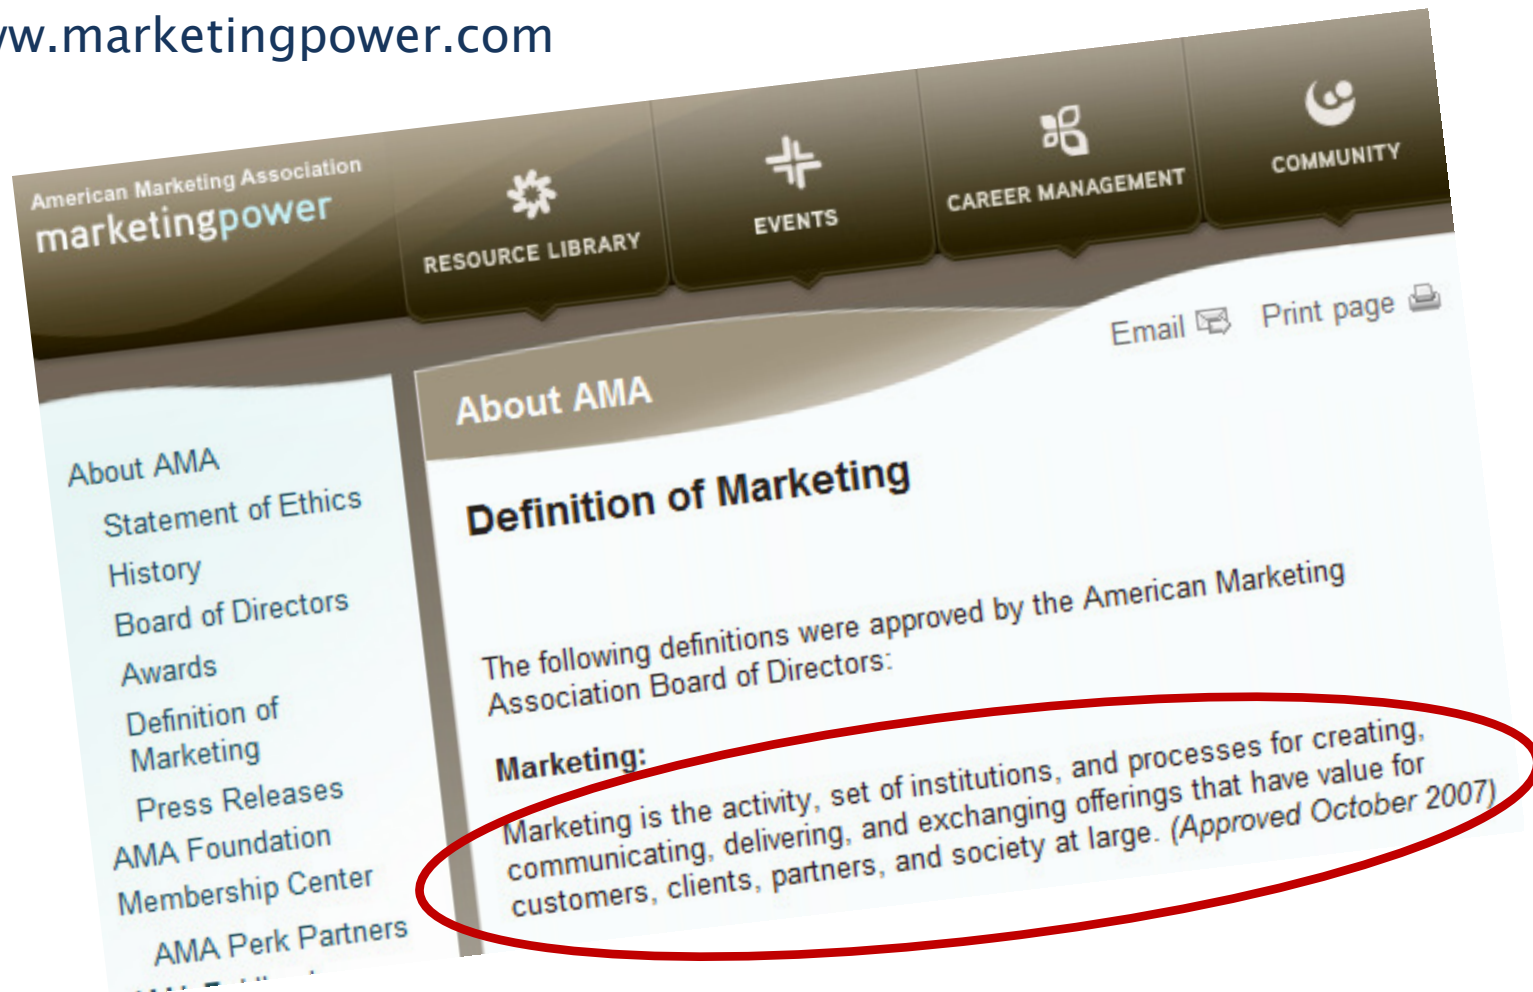 www.marketingpower.com
American Marketing Association
marketingpower
RESOURCE LIBRARY
EVENTS
CAREER MANAGEMENT
COMMUNITY
Email
Print page
About AMA
Statement of Ethics
History
Board of Directors
Awards
Definition of
Marketing
Press Releases
AMA Foundation
Membership Center
AMA Perk Partners
About AMA
Definition of Marketing
The following definitions were approved by the American Marketing
Association Board of Directors:
Marketing:
Marketing is the activity, set of institutions, and processes for creating,
communicating, delivering, and exchanging offerings that have value for
customers, clients, partners, and society at large. (Approved October 2007)